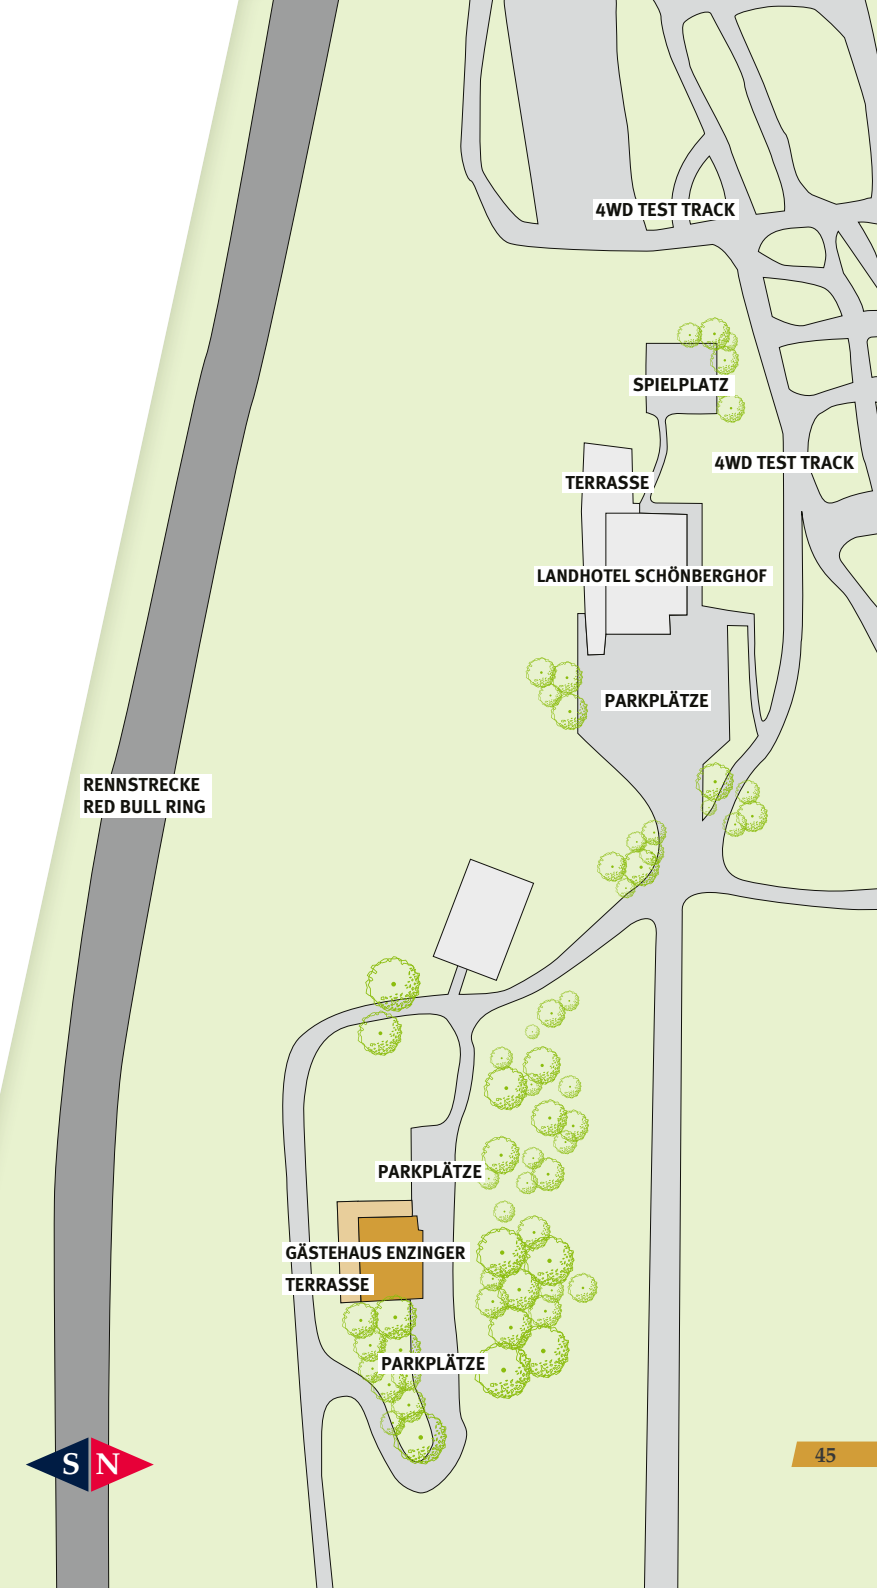 4WD TEST TRACK
SPIELPLATZ
4WD TEST TRACK
TERRASSE
LANDHOTEL SCHÖNBERGHOF
PARKPLÄTZE
RENNSTRECKE
RED BULL RING
PARKPLÄTZE
GÄSTEHAUS ENZINGER
TERRASSE
PARKPLÄTZE
S N
45